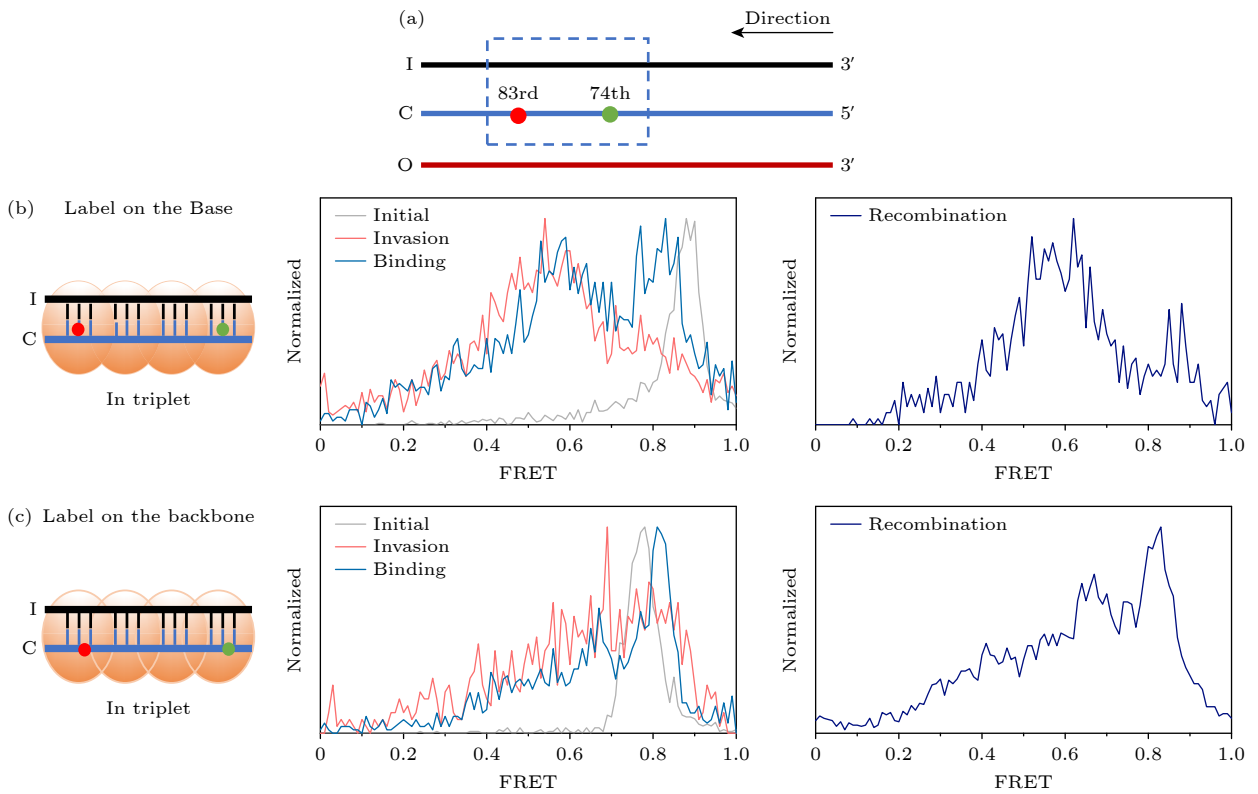 (a)
Direction
I
3′
83rd
74th
C
5′
O
3′
(b) Label on the Base
I
C
In triplet
Normalized
Initial
Invasion
Binding
0 0.2 0.4 0.6 0.8 1.0
FRET
Normalized
Recombination
0 0.2 0.4 0.6 0.8 1.0
FRET
(c) Label on the backbone
I
C
In triplet
Normalized
Initial
Invasion
Binding
0 0.2 0.4 0.6 0.8 1.0
FRET
Normalized
Recombination
0 0.2 0.4 0.6 0.8 1.0
FRET